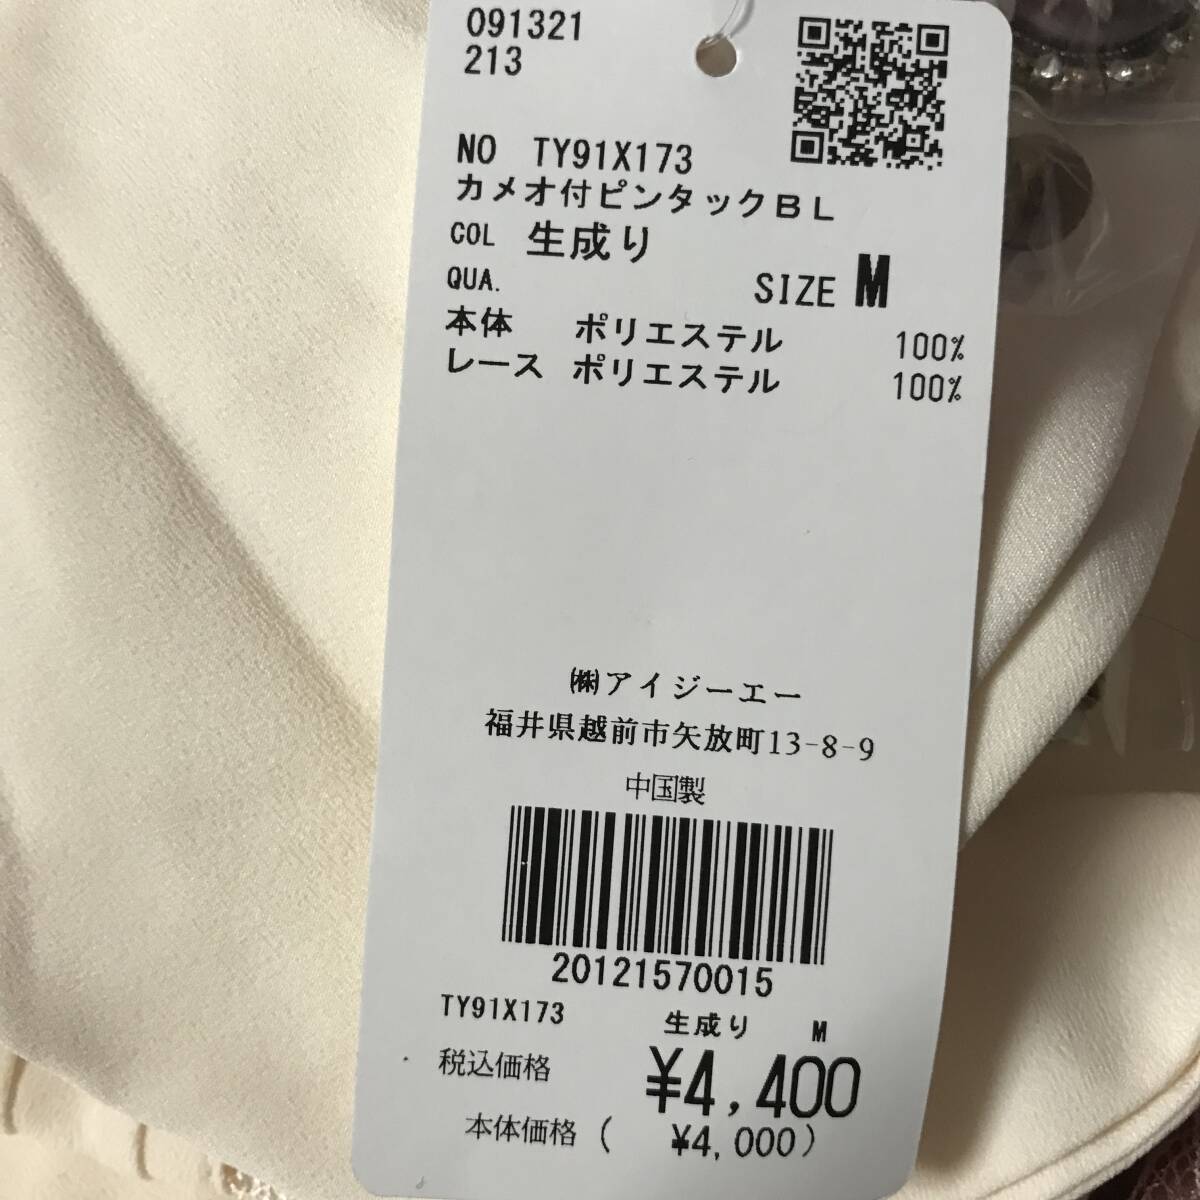 091321
213
NO TY91X173
カメオ付ピンタックBL
COL 生成り
QUA.
SIZE M
本体 ポリエステル 100%
レース ポリエステル 100%
㈱アイジーエー
福井県越前市矢放町13-8-9
中国製
20121570015
TY91X173 生成り M
税込価格 ¥4,400
本体価格 ( ¥4,000)